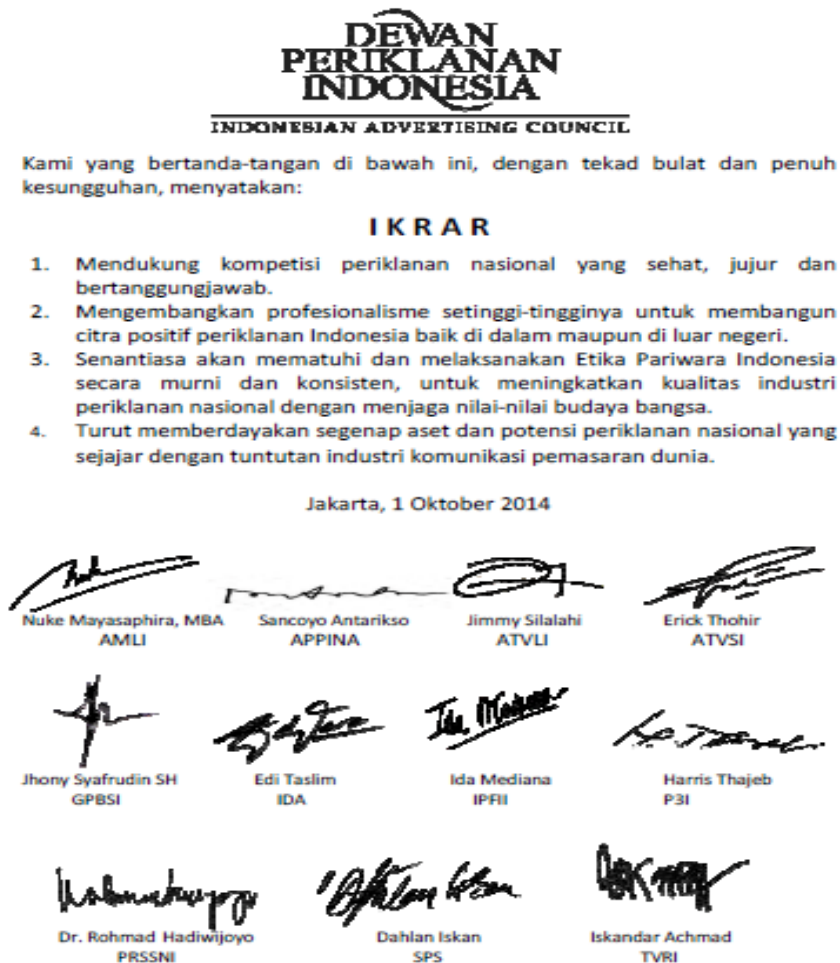 DEWAN
PERIKLANAN
INDONESIA
INDONESIAN ADVERTISING COUNCIL
Kami yang bertanda-tangan di bawah ini, dengan tekad bulat dan penuh
kesungguhan, menyatakan:
I K R A R
1. Mendukung kompetisi periklanan nasional yang sehat, jujur dan
bertanggungjawab.
2. Mengembangkan profesionalisme setinggi-tingginya untuk membangun
citra positif periklanan Indonesia baik di dalam maupun di luar negeri.
3. Senantiasa akan mematuhi dan melaksanakan Etika Pariwara Indonesia
secara murni dan konsisten, untuk meningkatkan kualitas industri
periklanan nasional dengan menjaga nilai-nilai budaya bangsa.
4. Turut memberdayakan segenap aset dan potensi periklanan nasional yang
sejajar dengan tuntutan industri komunikasi pemasaran dunia.
Jakarta, 1 Oktober 2014
Nuke Mayasaphira, MBA Sancoyo Antarikso Jimmy Silalahi Erick Thohir
AMLI APPINA ATVLI ATVSI
Jhony Syafrudin SH Edi Taslim Ida Mediana Harris Thajeb
GPBSI IDA IPFII P3I
Dr. Rohmad Hadiwijoyo Dahlan Iskan Iskandar Achmad
PRSSNI SPS TVRI